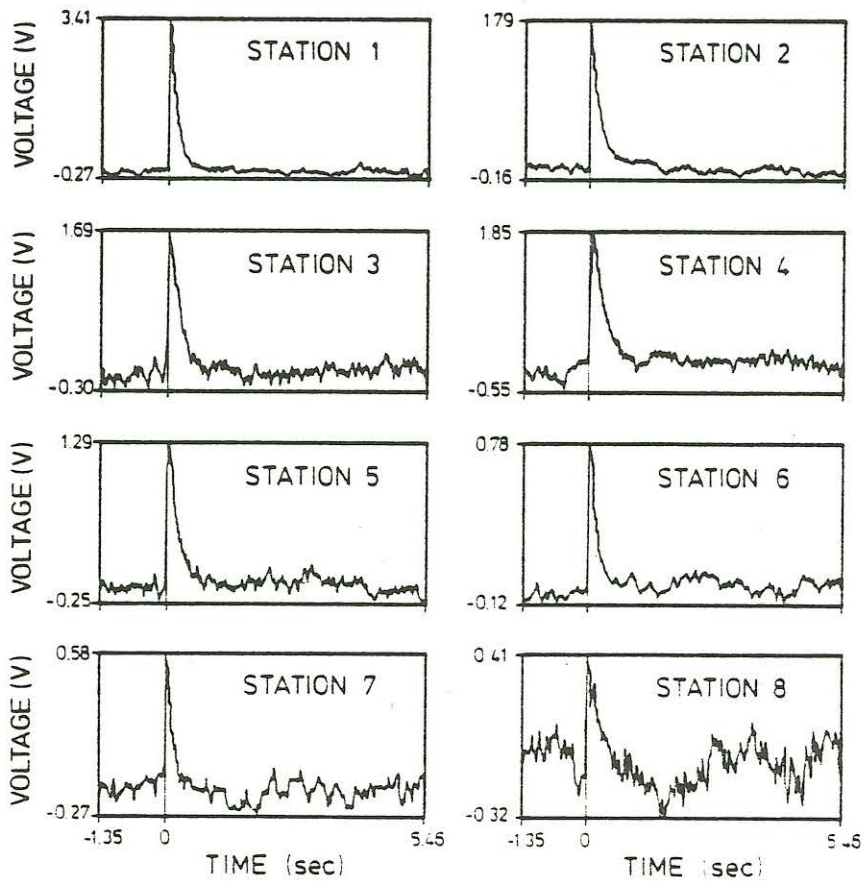 3.41
VOLTAGE (V)
STATION 1
-0.27
1.79
STATION 2
-0.16
1.69
VOLTAGE (V)
STATION 3
-0.30
1.85
STATION 4
-0.55
1.29
VOLTAGE (V)
STATION 5
-0.25
0.78
STATION 6
-0.12
0.58
VOLTAGE (V)
STATION 7
-0.27
-1.35 0 5.45
TIME (sec)
0.41
STATION 8
-0.32
-1.35 0 5.45
TIME (sec)